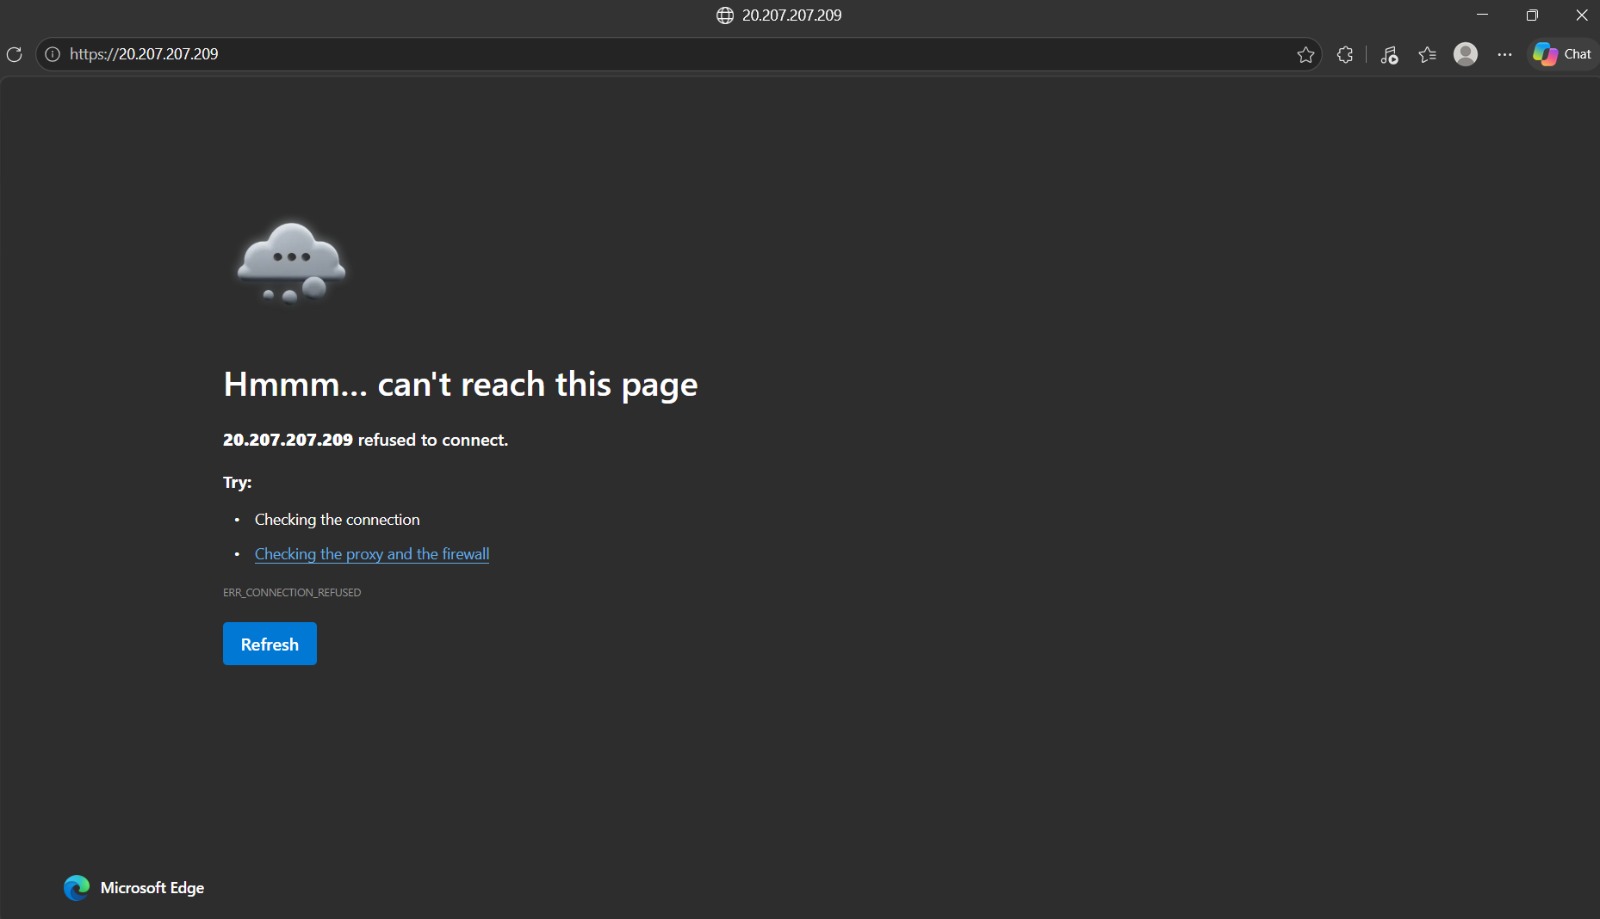 20.207.207.209
https://20.207.207.209
Chat
Hmmm... can't reach this page
20.207.207.209 refused to connect.
Try:
• Checking the connection
• Checking the proxy and the firewall
ERR_CONNECTION_REFUSED
Refresh
Microsoft Edge